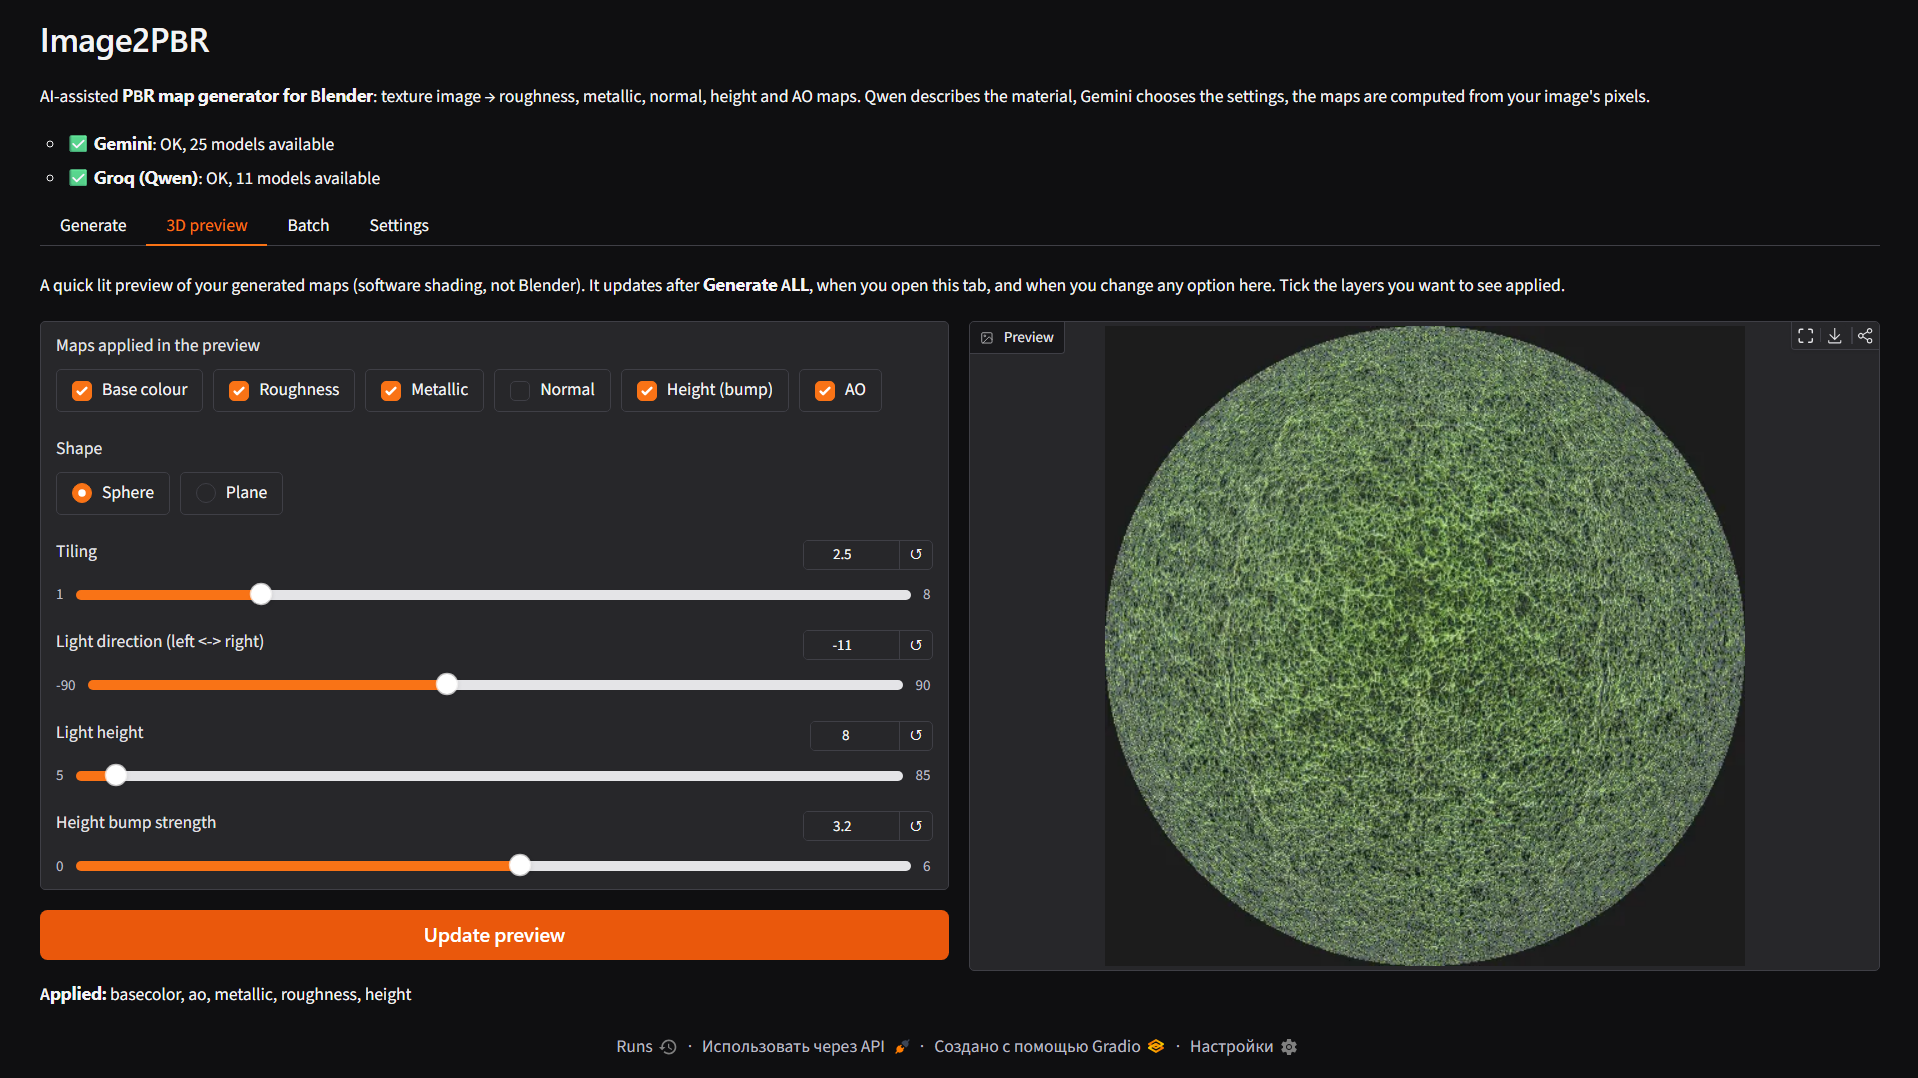 Image2PBR
AI-assisted PBR map generator for Blender: texture image → roughness, metallic, normal, height and AO maps. Qwen describes the material, Gemini chooses the settings, the maps are computed from your image's pixels.
Gemini: OK, 25 models available
Groq (Qwen): OK, 11 models available
Generate 3D preview Batch Settings
A quick lit preview of your generated maps (software shading, not Blender). It updates after Generate ALL, when you open this tab, and when you change any option here. Tick the layers you want to see applied.
Maps applied in the preview
Base colour Roughness Metallic Normal Height (bump) AO
Shape
Sphere Plane
Tiling 2.5
1 8
Light direction (left <-> right) -11
-90 90
Light height 8
5 85
Height bump strength 3.2
0 6
Update preview
Applied: basecolor, ao, metallic, roughness, height
Preview
Runs · Использовать через API · Создано с помощью Gradio · Настройки